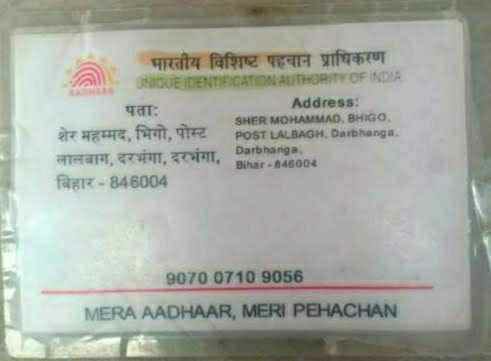 भारतीय विशिष्ट पहचान प्राधिकरण
UNIQUE IDENTIFICATION AUTHORITY OF INDIA
AADHAAR
पता:
शेर महम्मद, भिगो, पोस्ट
लालबाग, दरभंगा, दरभंगा,
बिहार - 846004
Address:
SHER MOHAMMAD, BHIGO,
POST LALBAGH, Darbhanga,
Darbhanga,
Bihar - 846004
9070 0710 9056
MERA AADHAAR, MERI PEHACHAN